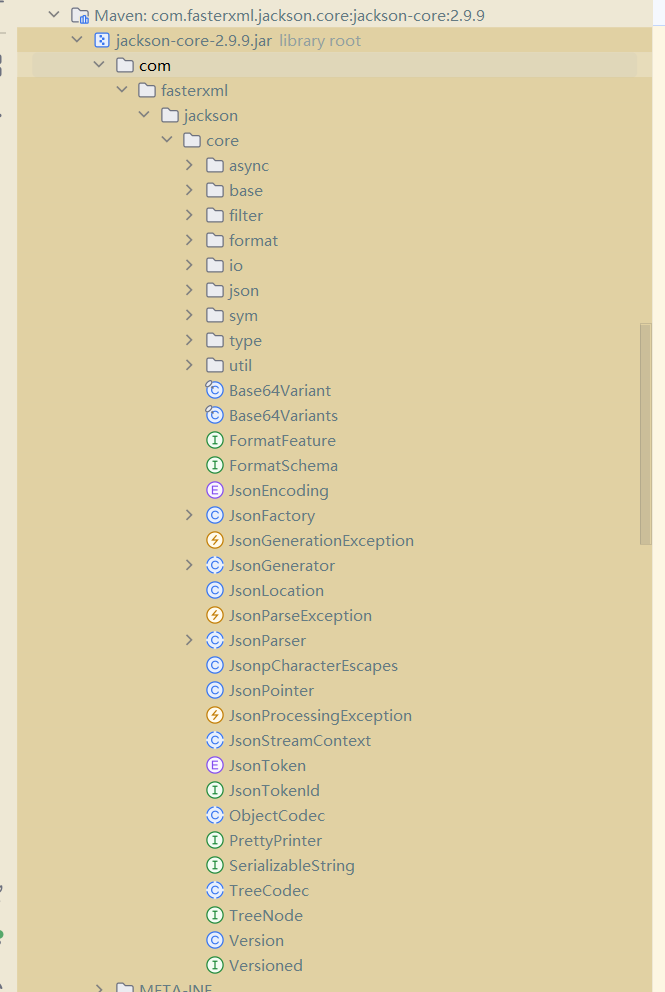 Maven: com.fasterxml.jackson.core:jackson-core:2.9.9
jackson-core-2.9.9.jar library root
com
fasterxml
jackson
core
async
base
filter
format
io
json
sym
type
util
Base64Variant
Base64Variants
FormatFeature
FormatSchema
JsonEncoding
JsonFactory
JsonGenerationException
JsonGenerator
JsonLocation
JsonParseException
JsonParser
JsonpCharacterEscapes
JsonPointer
JsonProcessingException
JsonStreamContext
JsonToken
JsonTokenId
ObjectCodec
PrettyPrinter
SerializableString
TreeCodec
TreeNode
Version
Versioned
META-INF